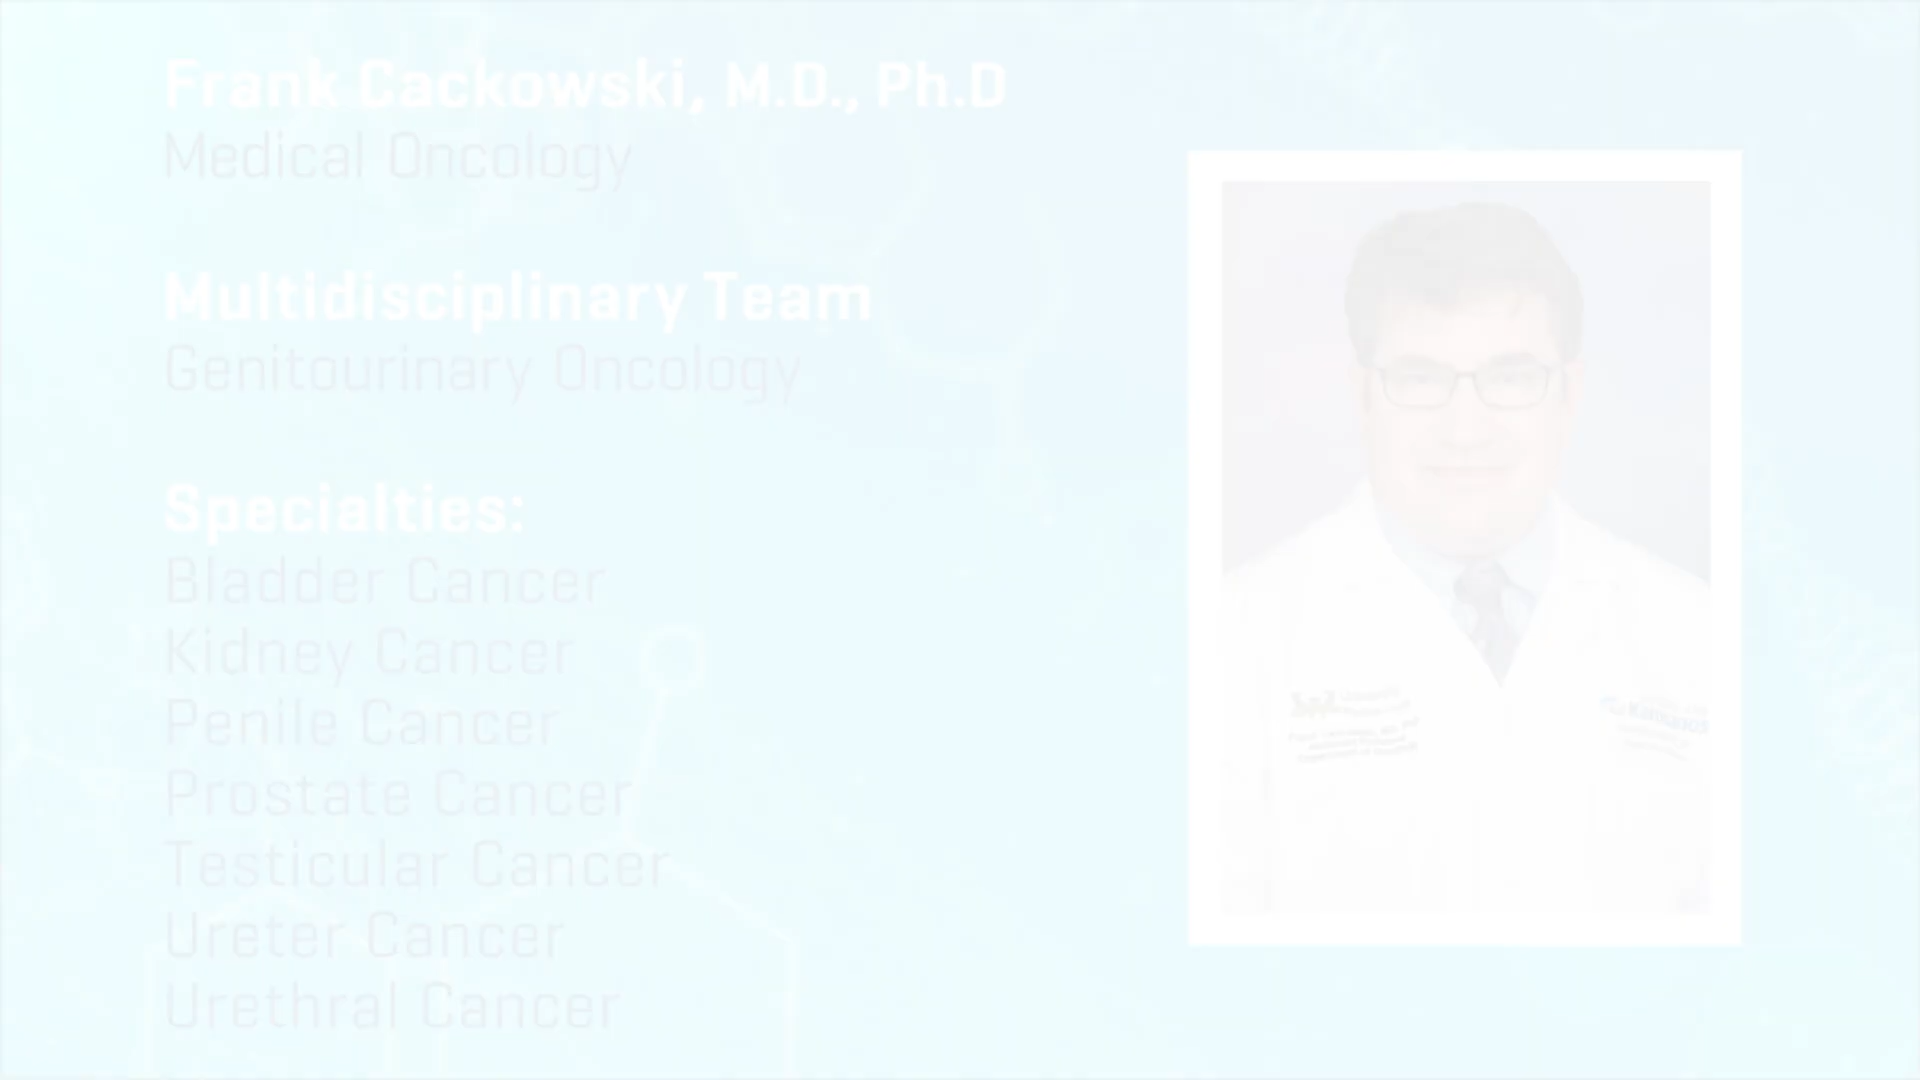 Frank Cackowski, M.D., Ph.D
Medical Oncology
Multidisciplinary Team
Genitourinary Oncology
Specialties:
Bladder Cancer
Kidney Cancer
Penile Cancer
Prostate Cancer
Testicular Cancer
Ureter Cancer
Urethral Cancer
Karmanos